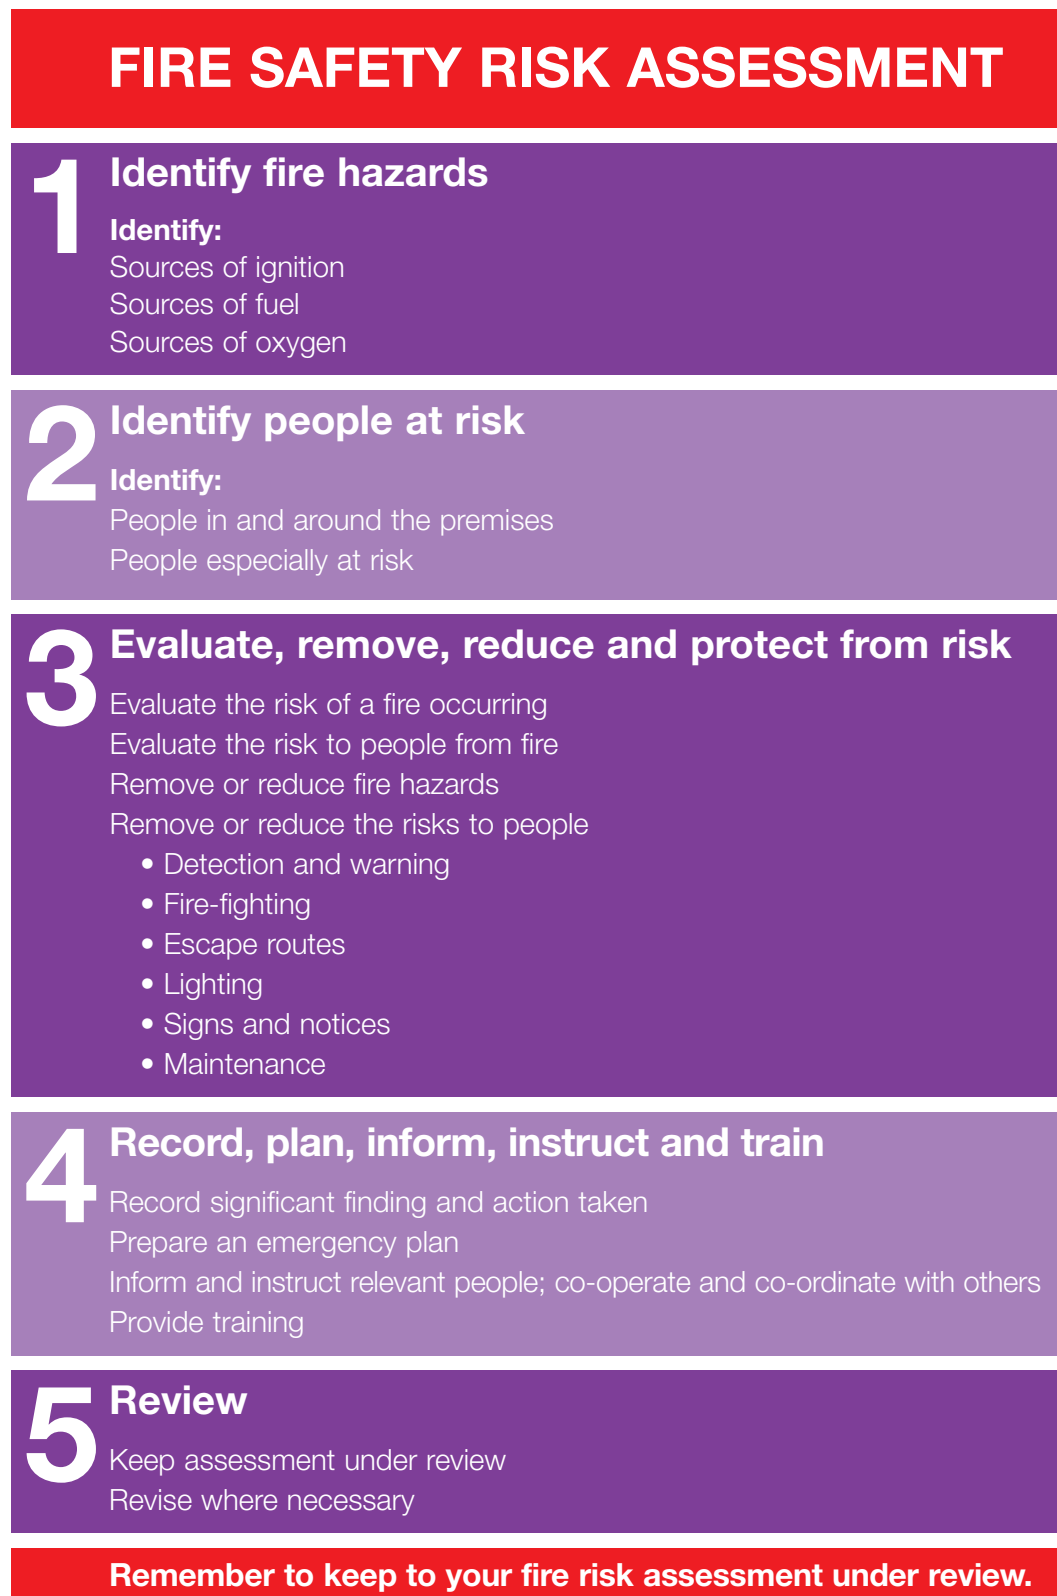 FIRE SAFETY RISK ASSESSMENT
1
Identify fire hazards
Identify:
Sources of ignition
Sources of fuel
Sources of oxygen
2
Identify people at risk
Identify:
People in and around the premises
People especially at risk
3
Evaluate, remove, reduce and protect from risk
Evaluate the risk of a fire occurring
Evaluate the risk to people from fire
Remove or reduce fire hazards
Remove or reduce the risks to people
• Detection and warning
• Fire-fighting
• Escape routes
• Lighting
• Signs and notices
• Maintenance
4
Record, plan, inform, instruct and train
Record significant finding and action taken
Prepare an emergency plan
Inform and instruct relevant people; co-operate and co-ordinate with others
Provide training
5
Review
Keep assessment under review
Revise where necessary
Remember to keep to your fire risk assessment under review.